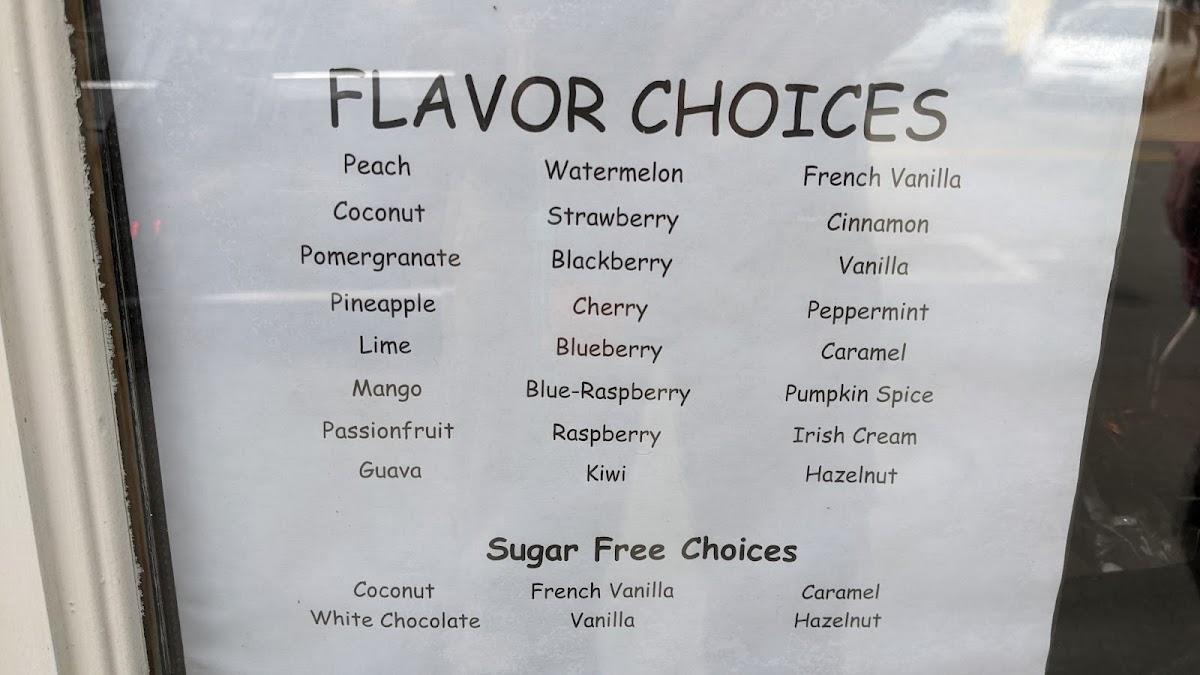 FLAVOR CHOICES
Peach Watermelon French Vanilla
Coconut Strawberry Cinnamon
Pomergranate Blackberry Vanilla
Pineapple Cherry Peppermint
Lime Blueberry Caramel
Mango Blue-Raspberry Pumpkin Spice
Passionfruit Raspberry Irish Cream
Guava Kiwi Hazelnut
Sugar Free Choices
Coconut French Vanilla Caramel
White Chocolate Vanilla Hazelnut